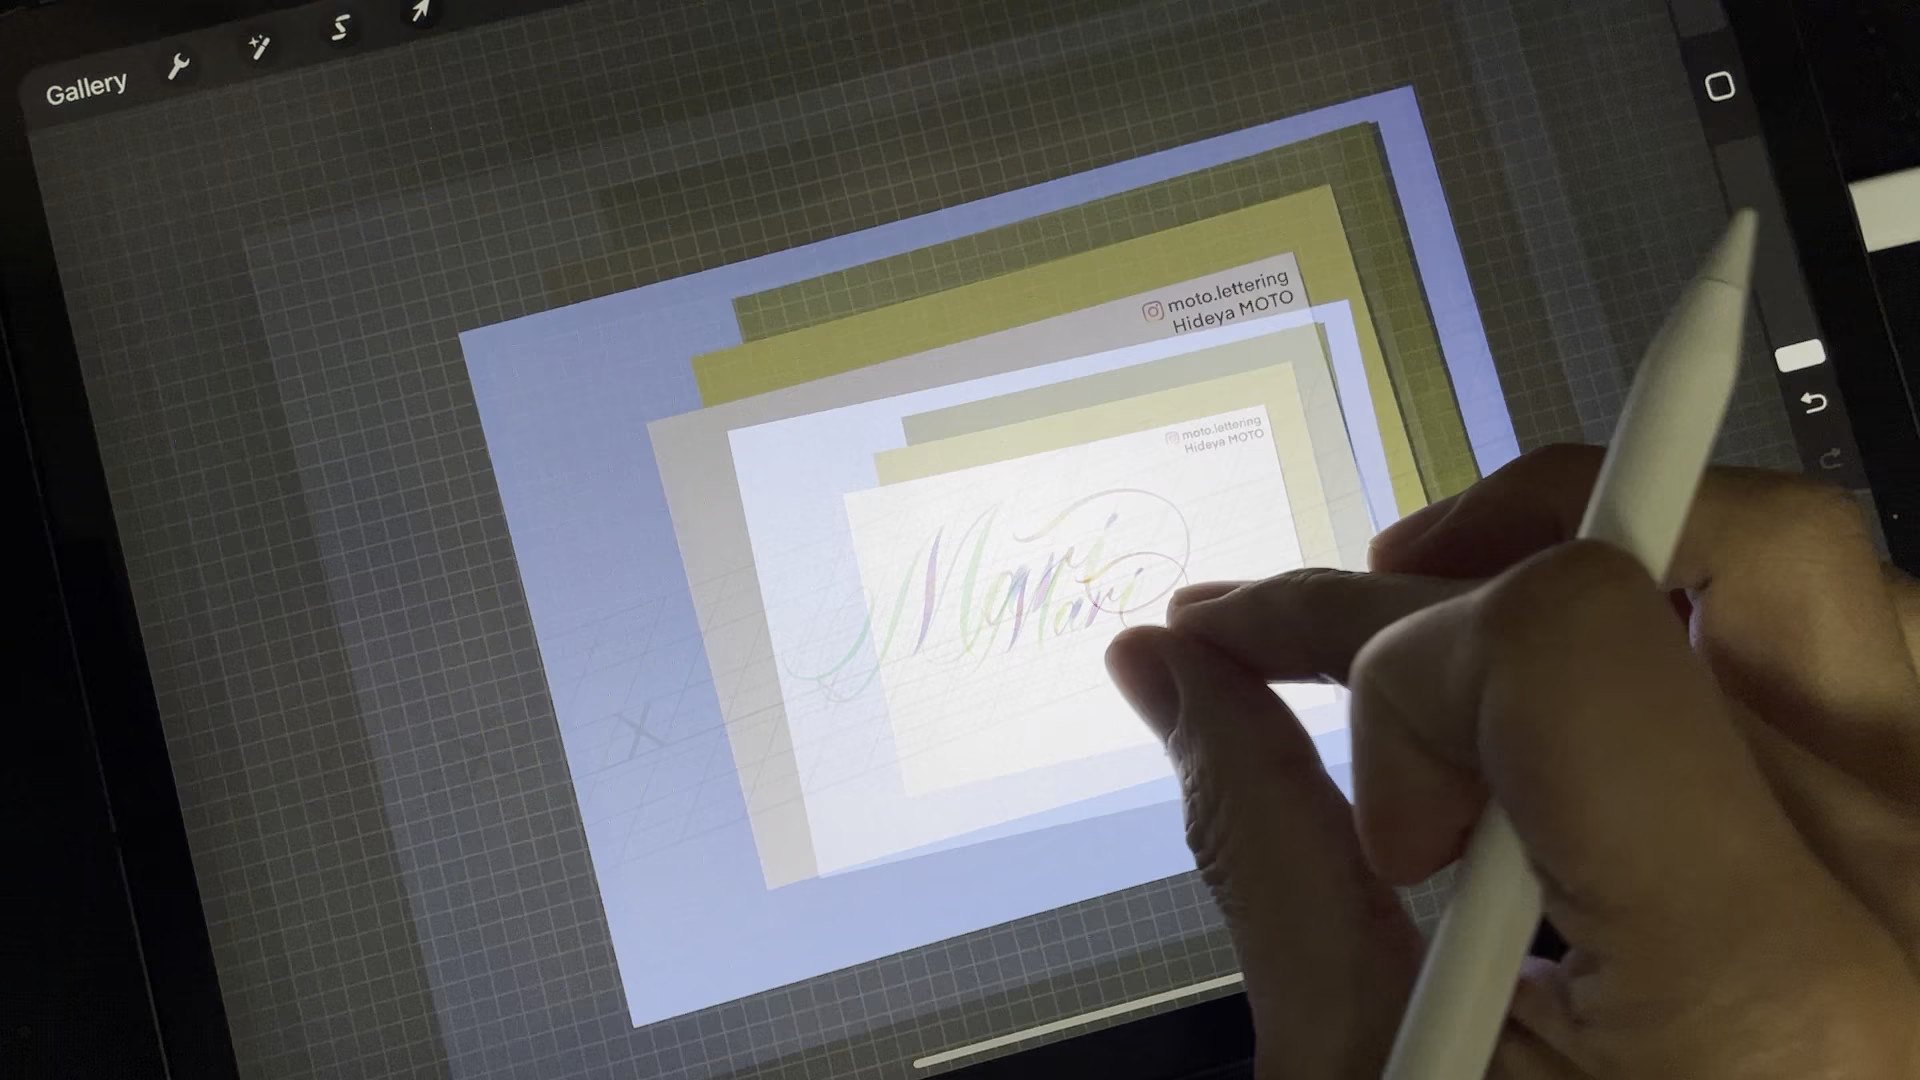 Gallery
moto.lettering
Hideya MOTO
moto.lettering
Hideya MOTO
Mari
Mari
X